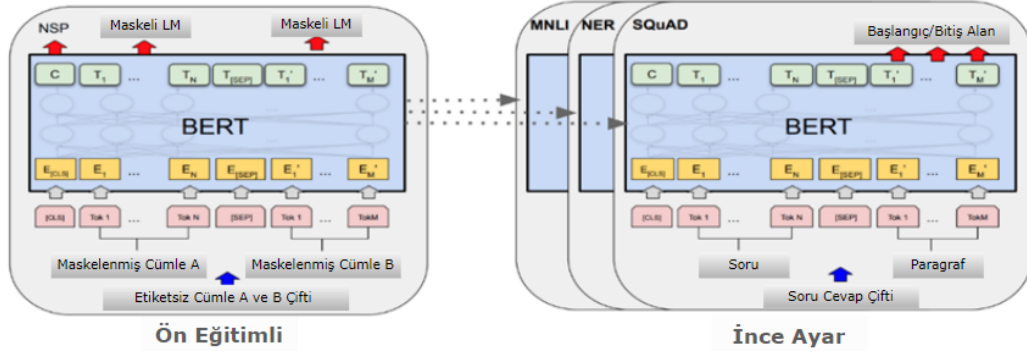 NSP Maskeli LM Maskeli LM
C T1 ... TN T[SEP] T1' ... TM'
BERT
E[CLS] E1 ... EN E[SEP] E1' ... EM'
[CLS] Tok 1 ... Tok N [SEP] Tok 1 ... TokM
Maskelenmiş Cümle A Maskelenmiş Cümle B
Etiketsiz Cümle A ve B Çifti
Ön Eğitimli
MNLI NER SQuAD Başlangıç/Bitiş Alan
C T1 ... TN T[SEP] T1' ... TM'
BERT
E[CLS] E1 ... EN E[SEP] E1' ... EM'
[CLS] Tok 1 ... Tok N [SEP] Tok 1 ... TokM
Soru Paragraf
Soru Cevap Çifti
İnce Ayar